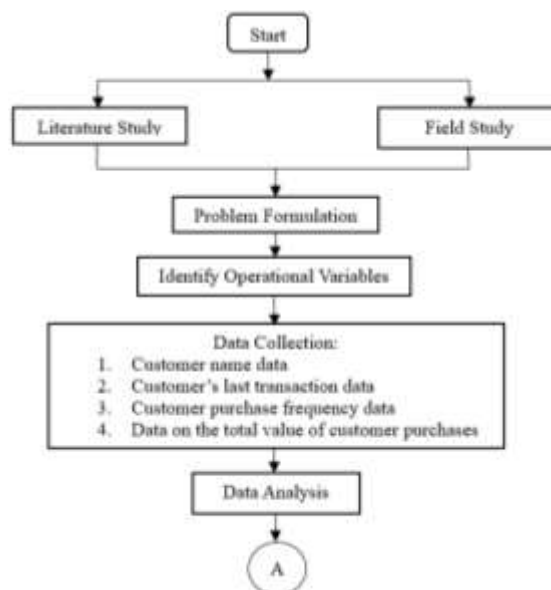 Start
Literature Study
Field Study
Problem Formulation
Identify Operational Variables
Data Collection:
1. Customer name data
2. Customer's last transaction data
3. Customer purchase frequency data
4. Data on the total value of customer purchases
Data Analysis
A